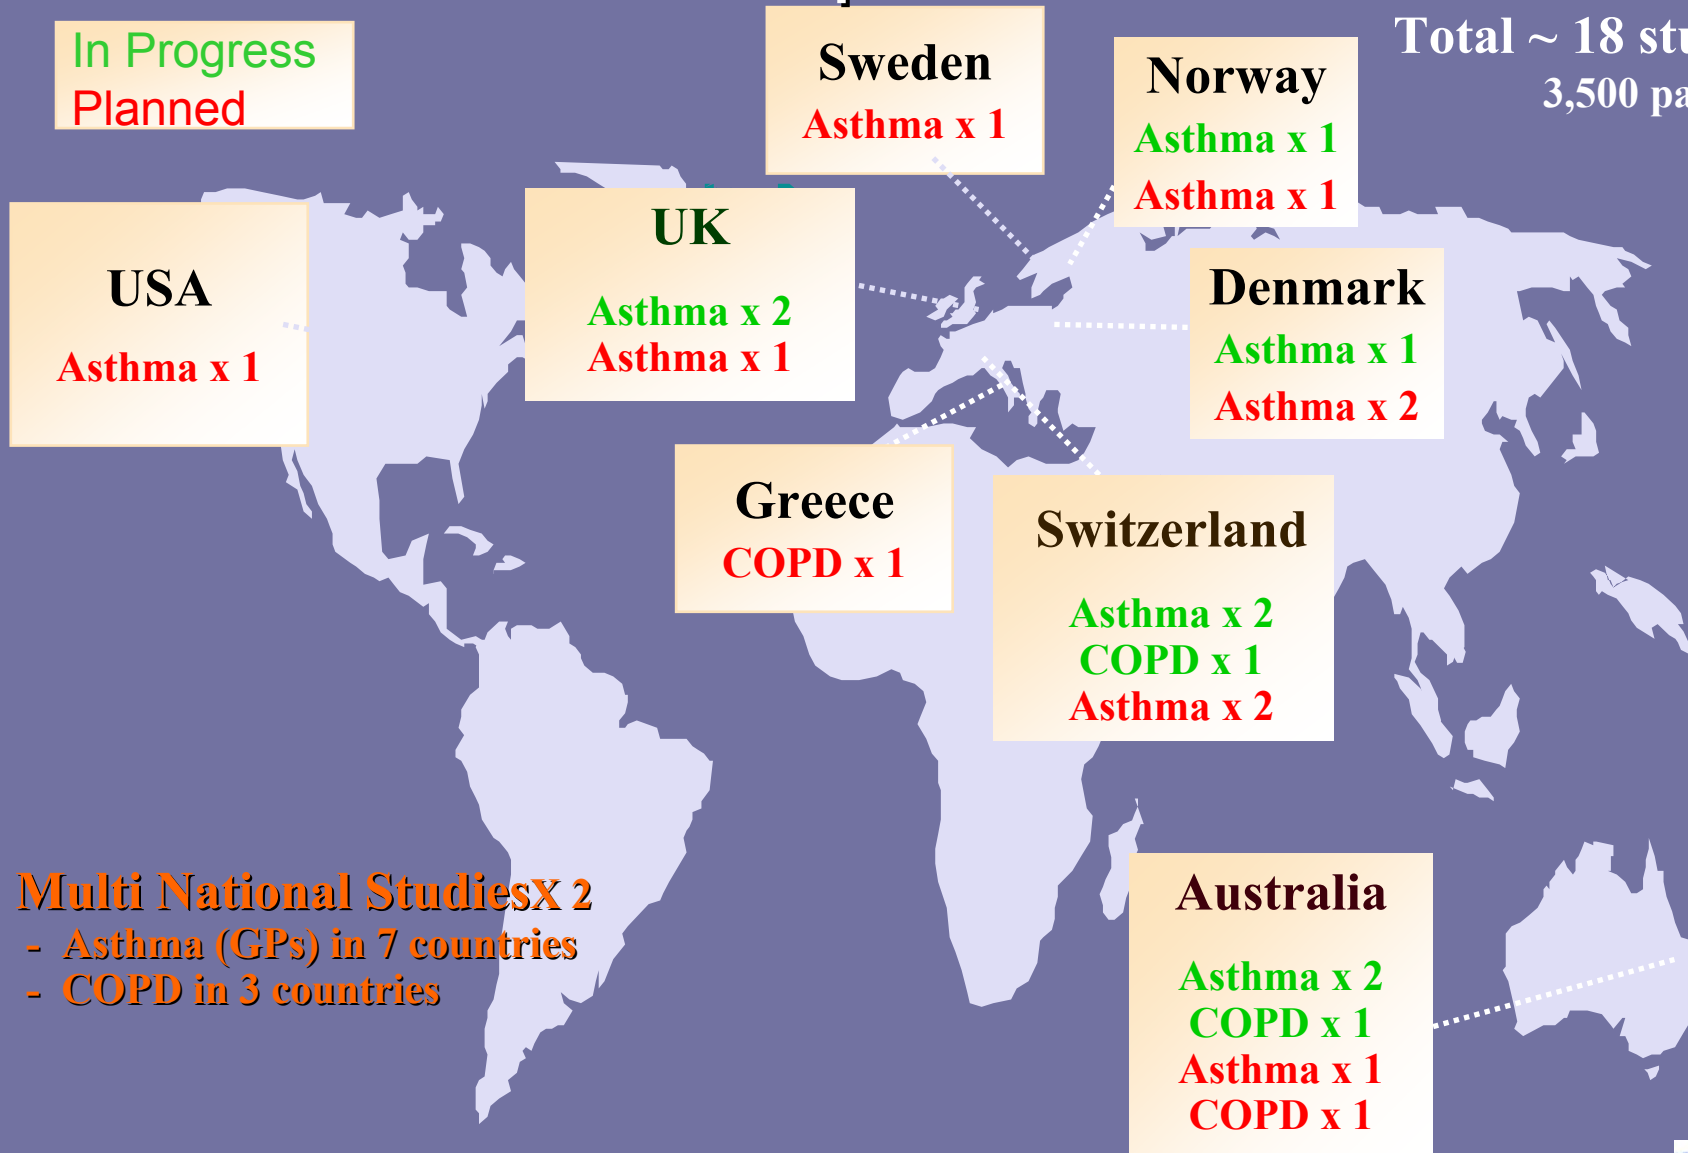 In Progress
Planned
Total ~ 18
3,500
Sweden
Asthma x 1
Norway
Asthma x 1
Asthma x 1
USA
Asthma x 1
UK
Asthma x 2
Asthma x 1
Denmark
Asthma x 1
Asthma x 2
Greece
COPD x 1
Switzerland
Asthma x 2
COPD x 1
Asthma x 2
Multi National StudiesX 2
- Asthma (GPs) in 7 countries
- COPD in 3 countries
Australia
Asthma x 2
COPD x 1
Asthma x 1
COPD x 1